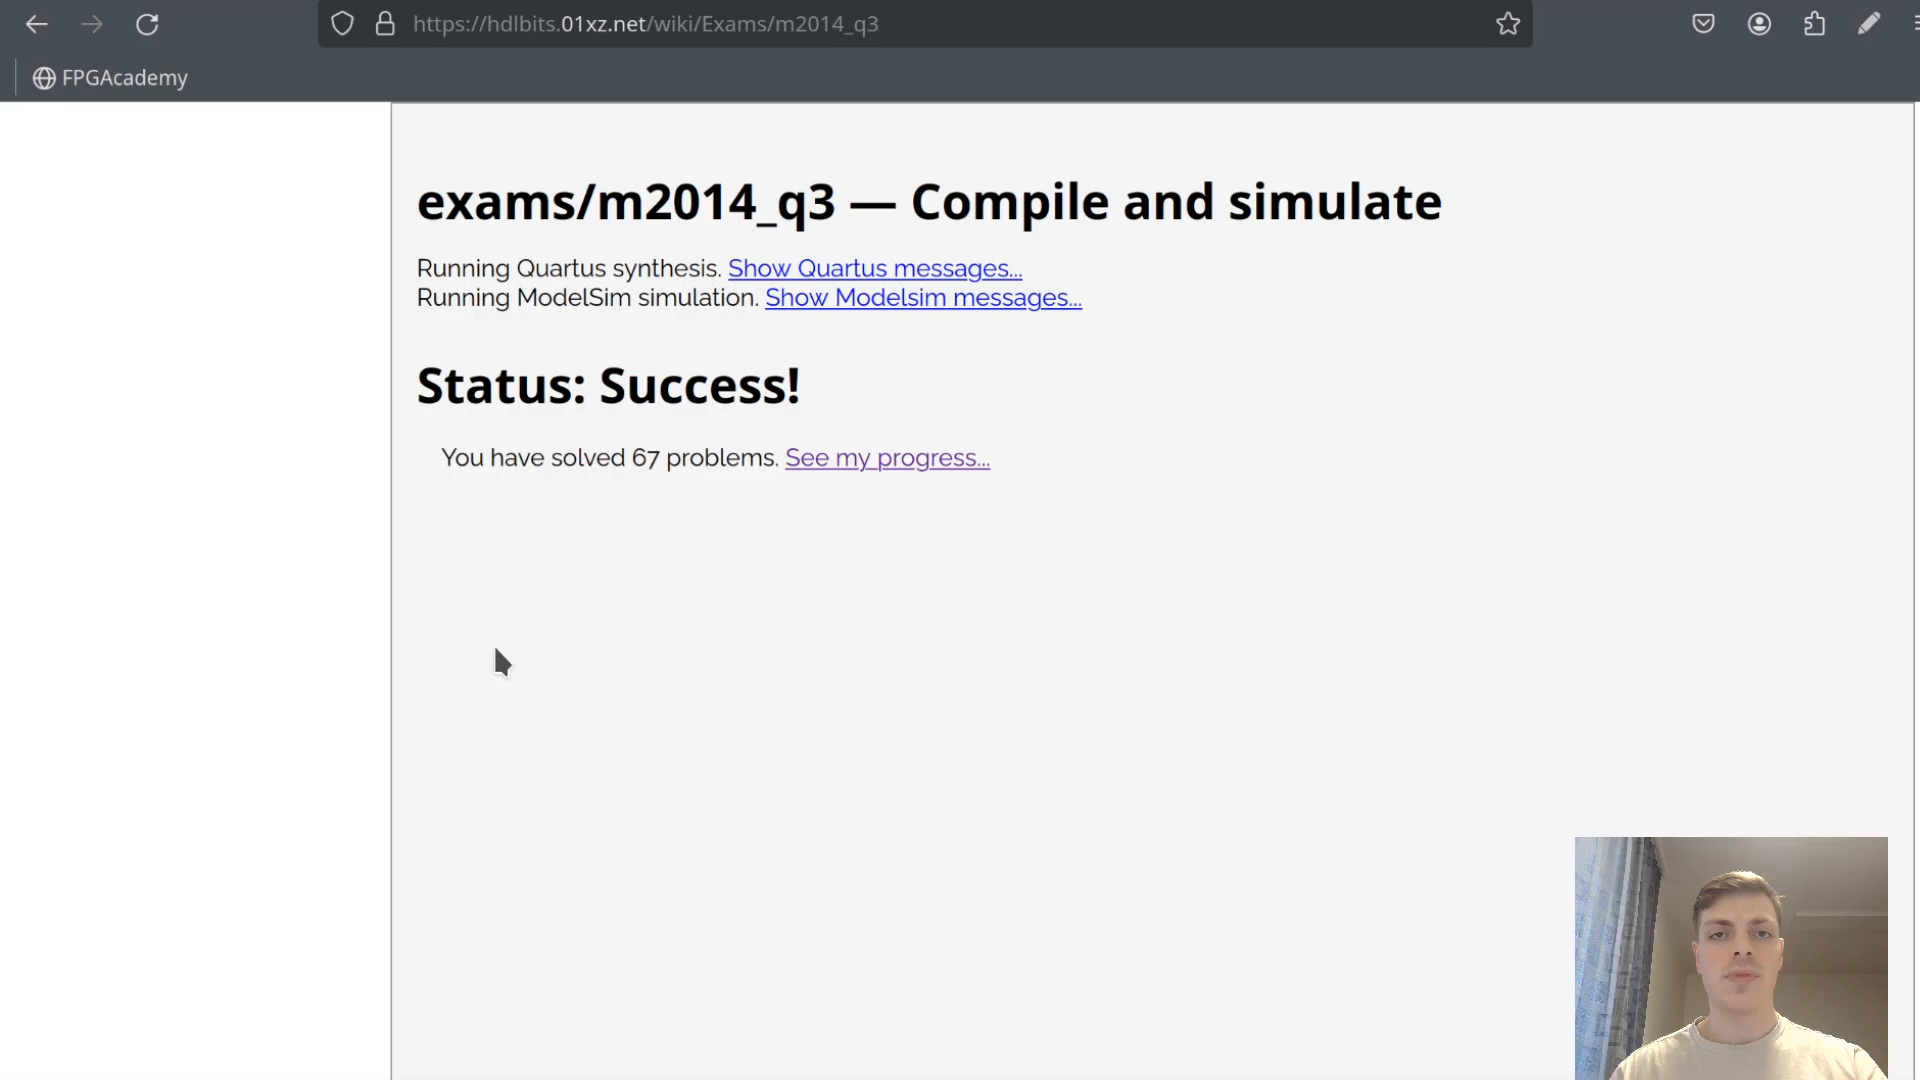 https://hdlbits.01xz.net/wiki/Exams/m2014_q3
FPGAcademy
exams/m2014_q3 — Compile and simulate
Running Quartus synthesis. Show Quartus messages...
Running ModelSim simulation. Show Modelsim messages...
Status: Success!
You have solved 67 problems. See my progress...